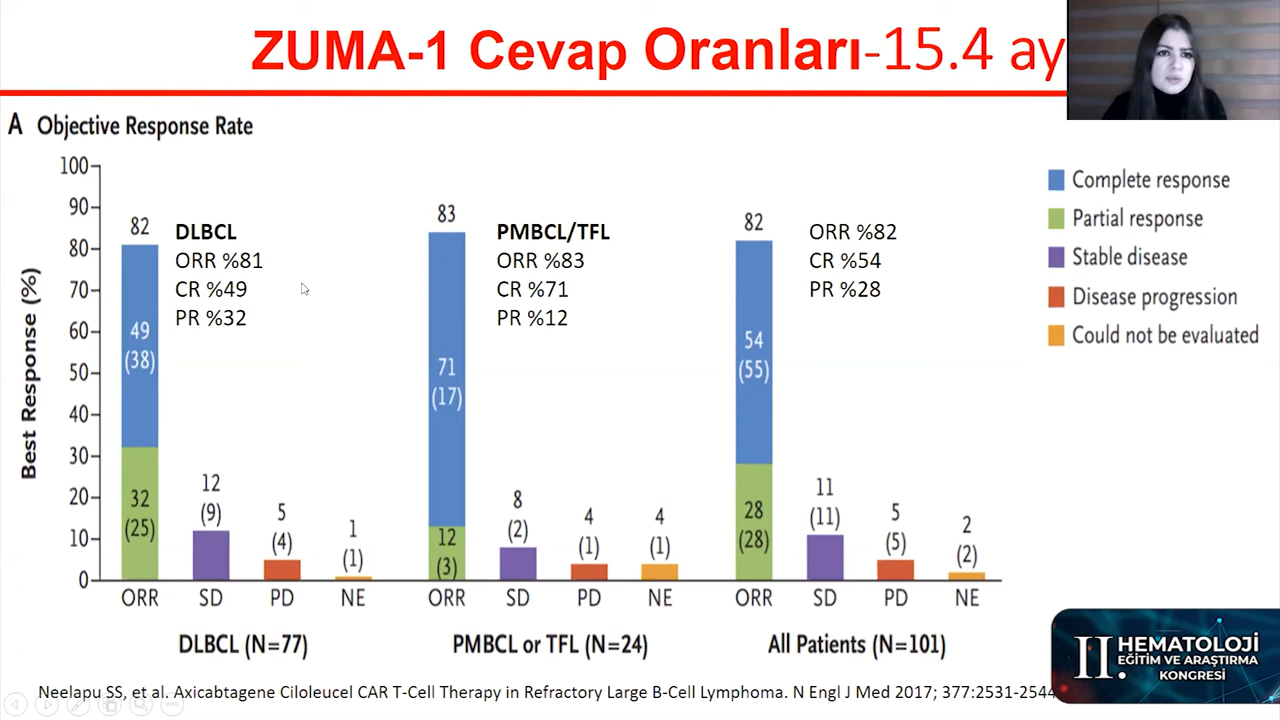 ZUMA-1 Cevap Oranları-15.4 ay
A Objective Response Rate
Best Response (%)
100
90
80
70
60
50
40
30
20
10
0
82
49
(38)
32
(25)
12
(9)
5
(4)
1
(1)
DLBCL
ORR %81
CR %49
PR %32
83
71
(17)
12
(3)
8
(2)
4
(1)
4
(1)
PMBCL/TFL
ORR %83
CR %71
PR %12
82
54
(55)
28
(28)
11
(11)
5
(5)
2
(2)
ORR %82
CR %54
PR %28
Complete response
Partial response
Stable disease
Disease progression
Could not be evaluated
ORR SD PD NE ORR SD PD NE ORR SD PD NE
DLBCL (N=77) PMBCL or TFL (N=24) All Patients (N=101)
II. HEMATOLOJİ
EĞİTİM VE ARAŞTIRMA
KONGRESİ
Neelapu SS, et al. Axicabtagene Ciloleucel CAR T-Cell Therapy in Refractory Large B-Cell Lymphoma. N Engl J Med 2017; 377:2531-2544